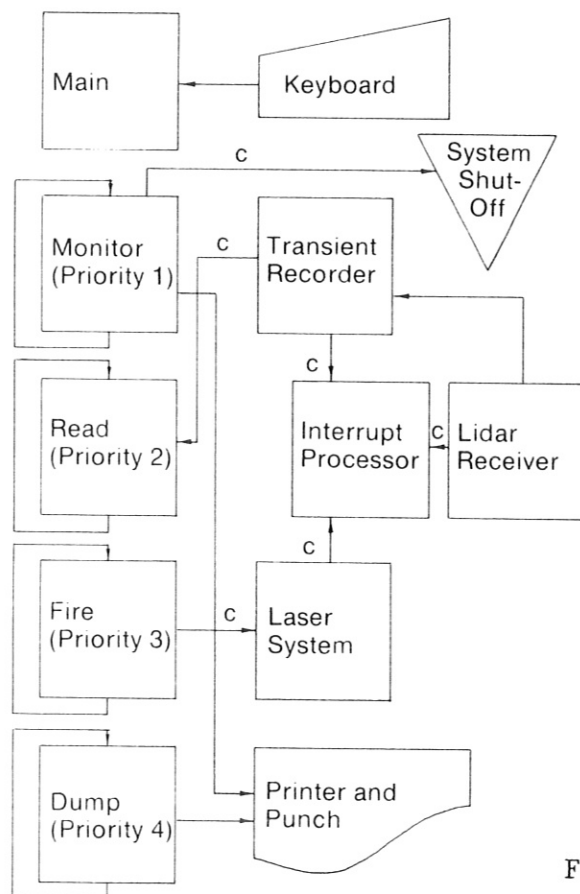 Main
Keyboard
c
System
Shut-
Off
Monitor
(Priority 1)
c
Transient
Recorder
c
Read
(Priority 2)
Interrupt
Processor
c
Lidar
Receiver
c
Fire
(Priority 3)
c
Laser
System
Dump
(Priority 4)
Printer and
Punch
F